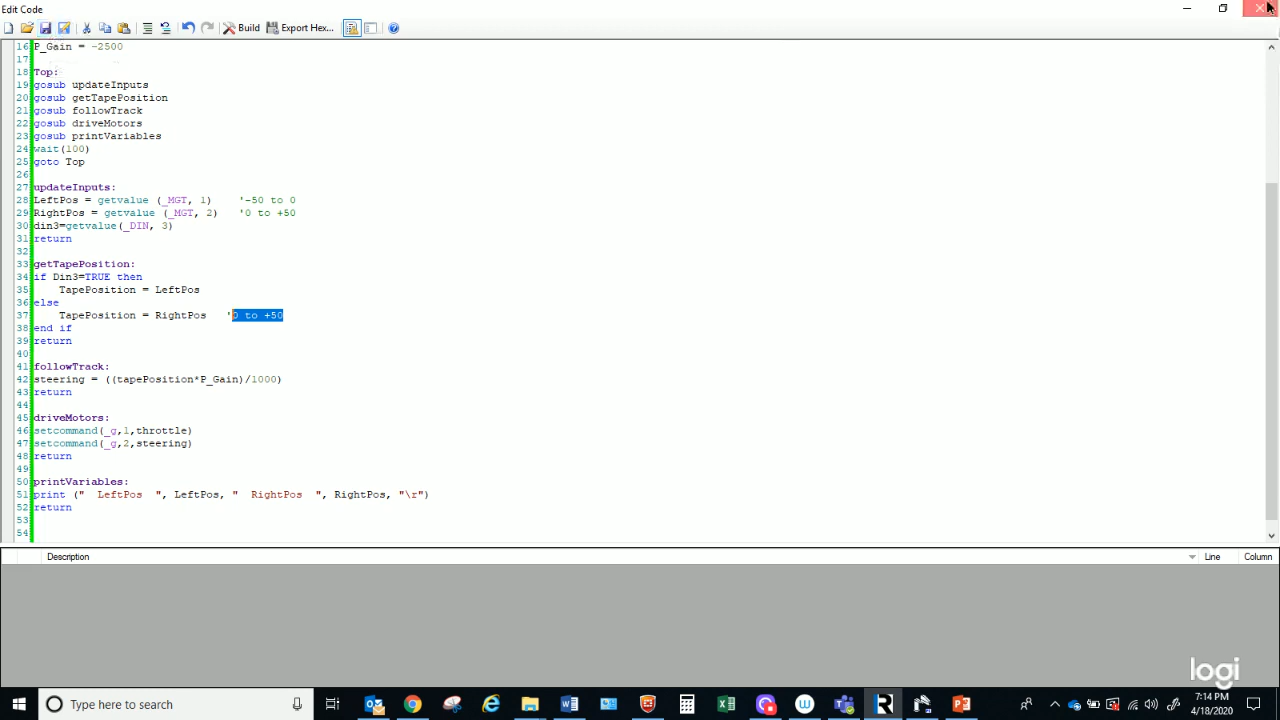 Edit Code
Build Export Hex...
16 P_Gain = -2500
17
18 Top:
19 gosub updateInputs
20 gosub getTapePosition
21 gosub followTrack
22 gosub driveMotors
23 gosub printVariables
24 wait(100)
25 goto Top
26
27 updateInputs:
28 LeftPos = getvalue (_MGT, 1) '-50 to 0
29 RightPos = getvalue (_MGT, 2) '0 to +50
30 din3=getvalue(_DIN, 3)
31 return
32
33 getTapePosition:
34 if Din3=TRUE then
35 TapePosition = LeftPos
36 else
37 TapePosition = RightPos '0 to +50
38 end if
39 return
40
41 followTrack:
42 steering = ((tapePosition*P_Gain)/1000)
43 return
44
45 driveMotors:
46 setcommand(_g,1,throttle)
47 setcommand(_g,2,steering)
48 return
49
50 printVariables:
51 print (" LeftPos ", LeftPos, " RightPos ", RightPos, "\r")
52 return
53
54
Description Line Column
logi
Type here to search
7:14 PM
4/18/2020